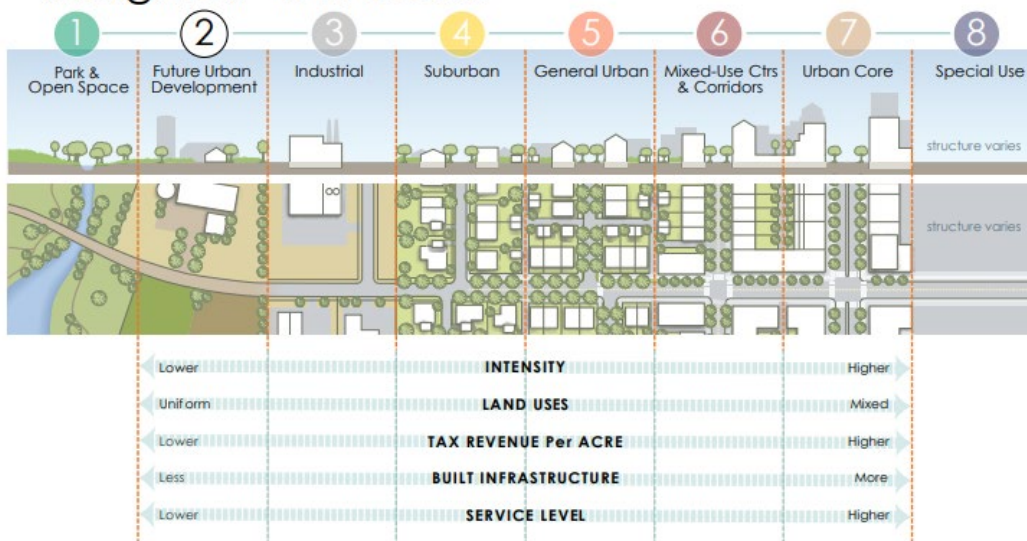 1 2 3 4 5 6 7 8
Park &
Open Space
Future Urban
Development
Industrial
Suburban
General Urban
Mixed-Use Ctrs
& Corridors
Urban Core
Special Use
structure varies
structure varies
Lower INTENSITY Higher
Uniform LAND USES Mixed
Lower TAX REVENUE Per ACRE Higher
Less BUILT INFRASTRUCTURE More
Lower SERVICE LEVEL Higher